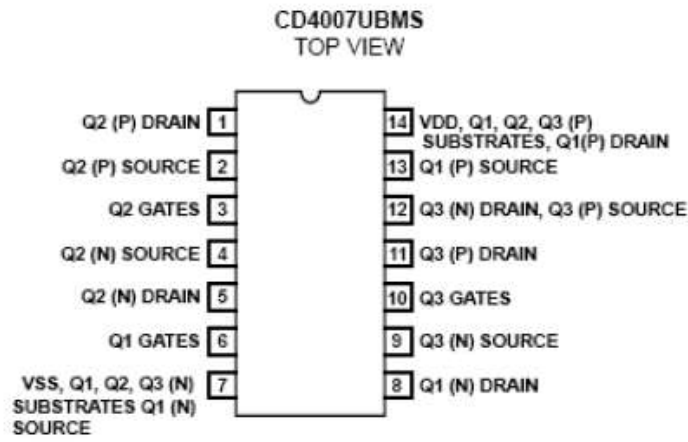 CD4007UBMS
TOP VIEW
Q2 (P) DRAIN 1
Q2 (P) SOURCE 2
Q2 GATES 3
Q2 (N) SOURCE 4
Q2 (N) DRAIN 5
Q1 GATES 6
VSS, Q1, Q2, Q3 (N) 7
SUBSTRATES Q1 (N)
SOURCE
14 VDD, Q1, Q2, Q3 (P)
SUBSTRATES, Q1(P) DRAIN
13 Q1 (P) SOURCE
12 Q3 (N) DRAIN, Q3 (P) SOURCE
11 Q3 (P) DRAIN
10 Q3 GATES
9 Q3 (N) SOURCE
8 Q1 (N) DRAIN